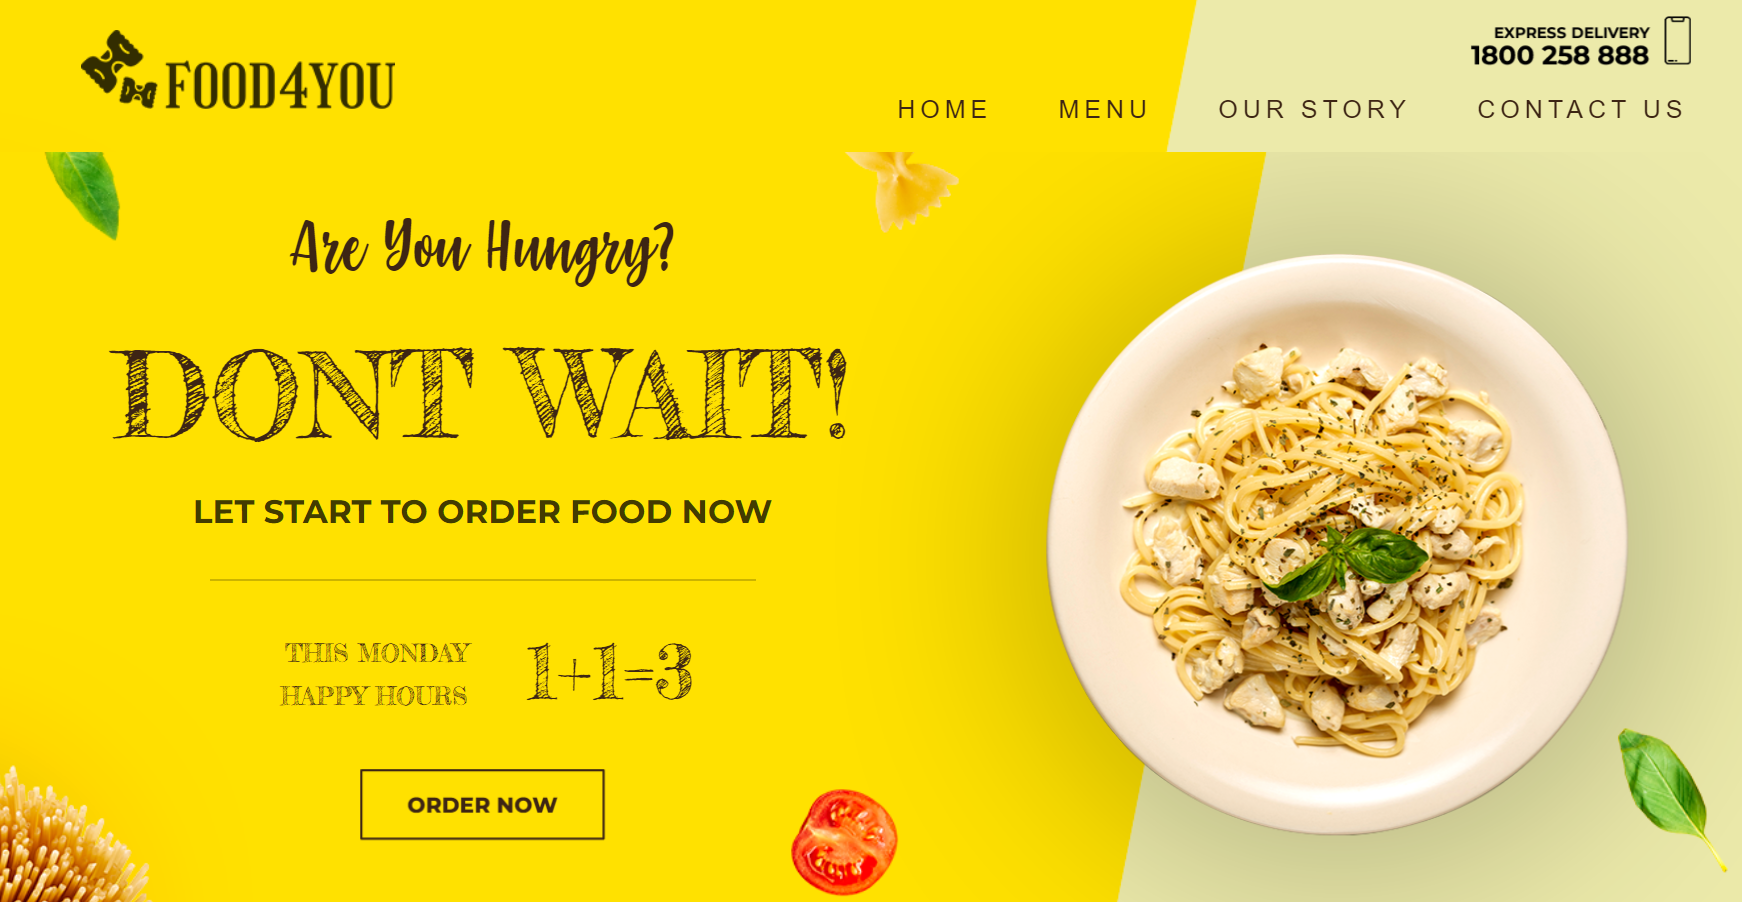 EXPRESS DELIVERY
1800 258 888
FOOD4YOU
HOME MENU OUR STORY CONTACT US
Are You Hungry?
DONT WAIT!
LET START TO ORDER FOOD NOW
THIS MONDAY
HAPPY HOURS
1+1=3
ORDER NOW